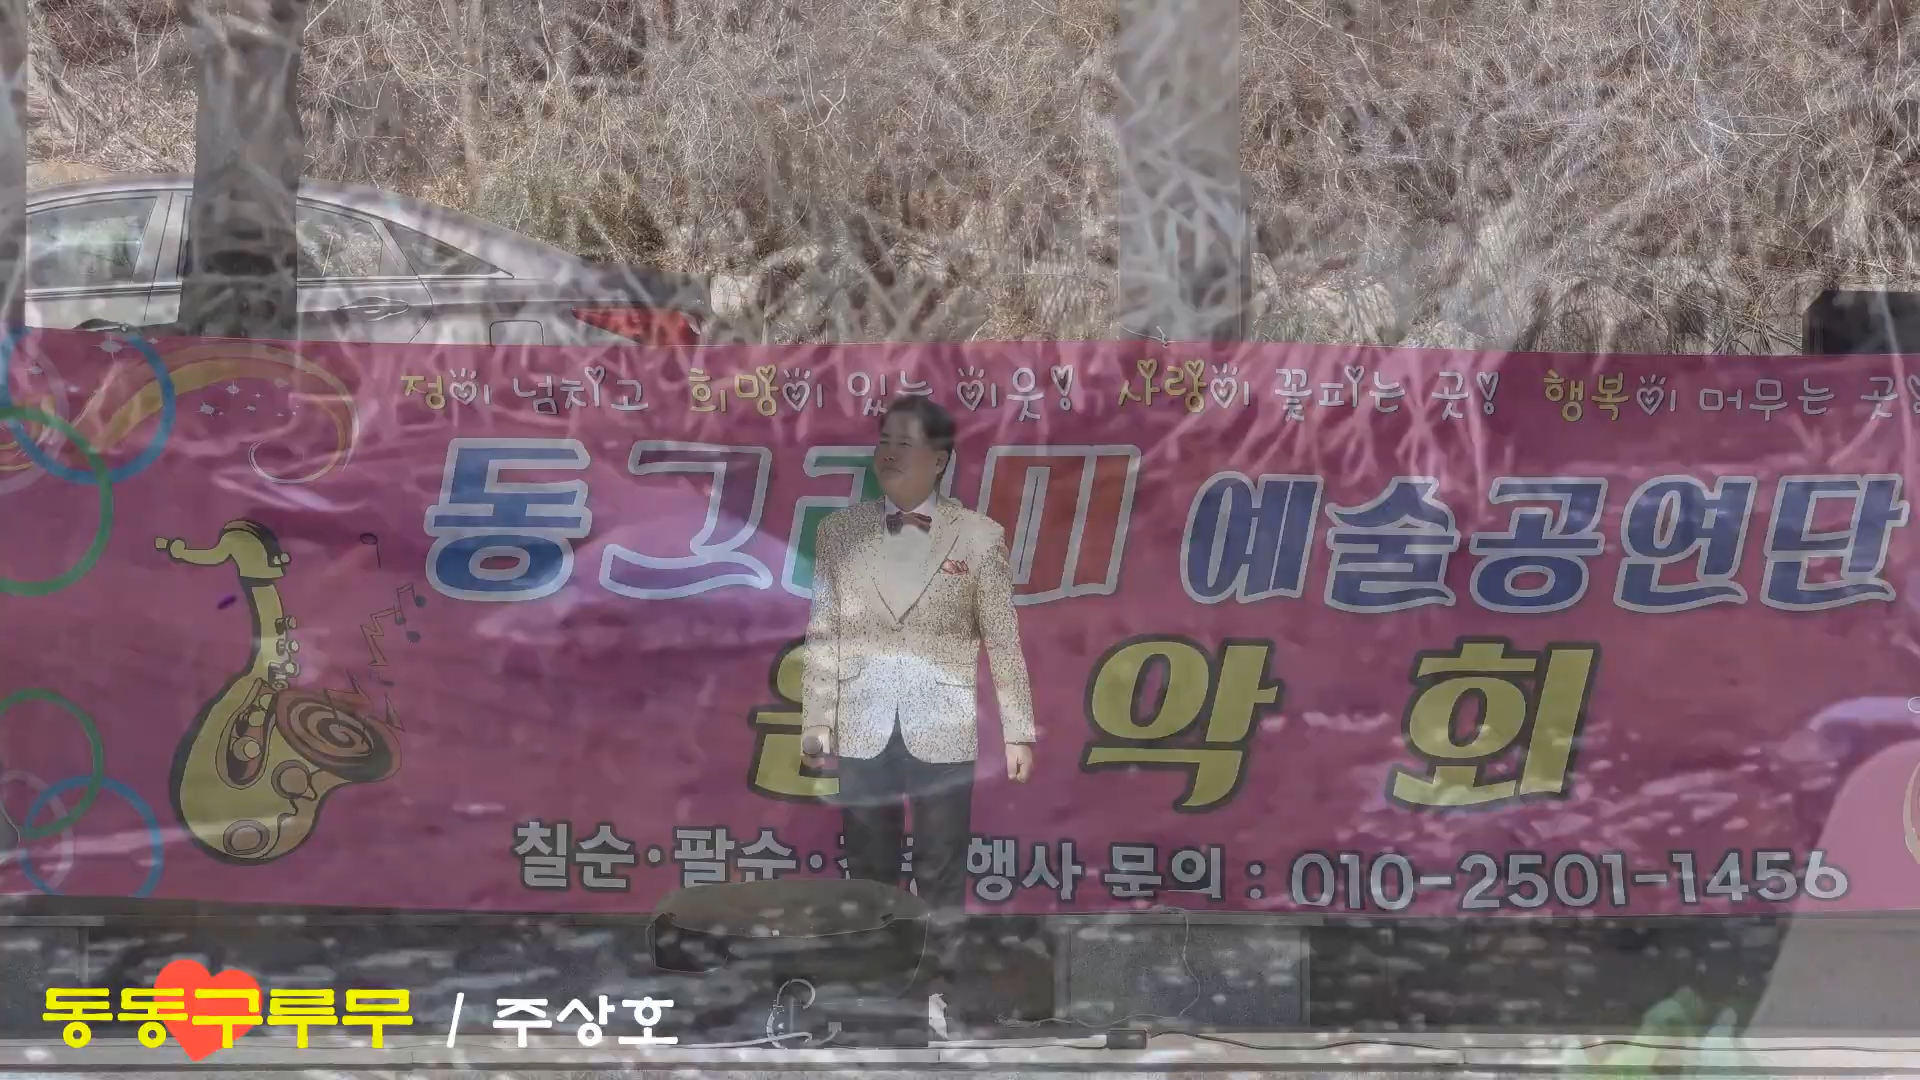 정이 넘치고 희망이 있는 이웃! 사랑이 꽃피는 곳! 행복이 머무는 곳!
동그라미 예술공연단
음악회
칠순·팔순· 행사 문의 : 010-2501-1456
동동구루무 / 주상호